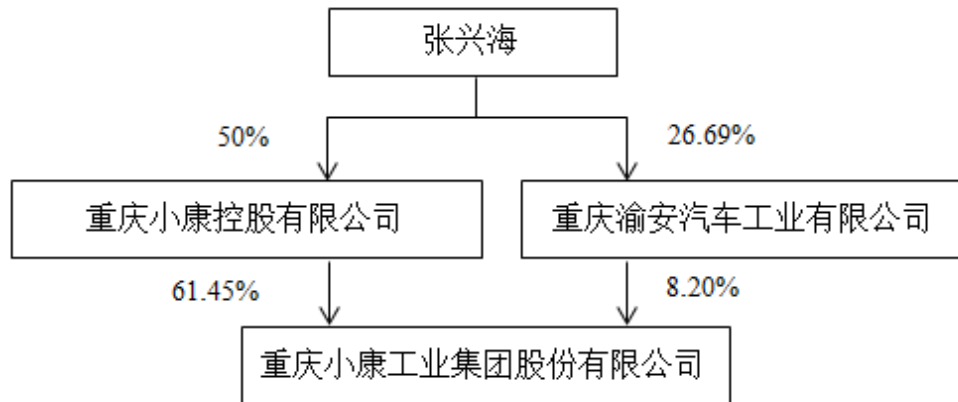 张兴海
50%
26.69%
重庆小康控股有限公司
重庆渝安汽车工业有限公司
61.45%
8.20%
重庆小康工业集团股份有限公司